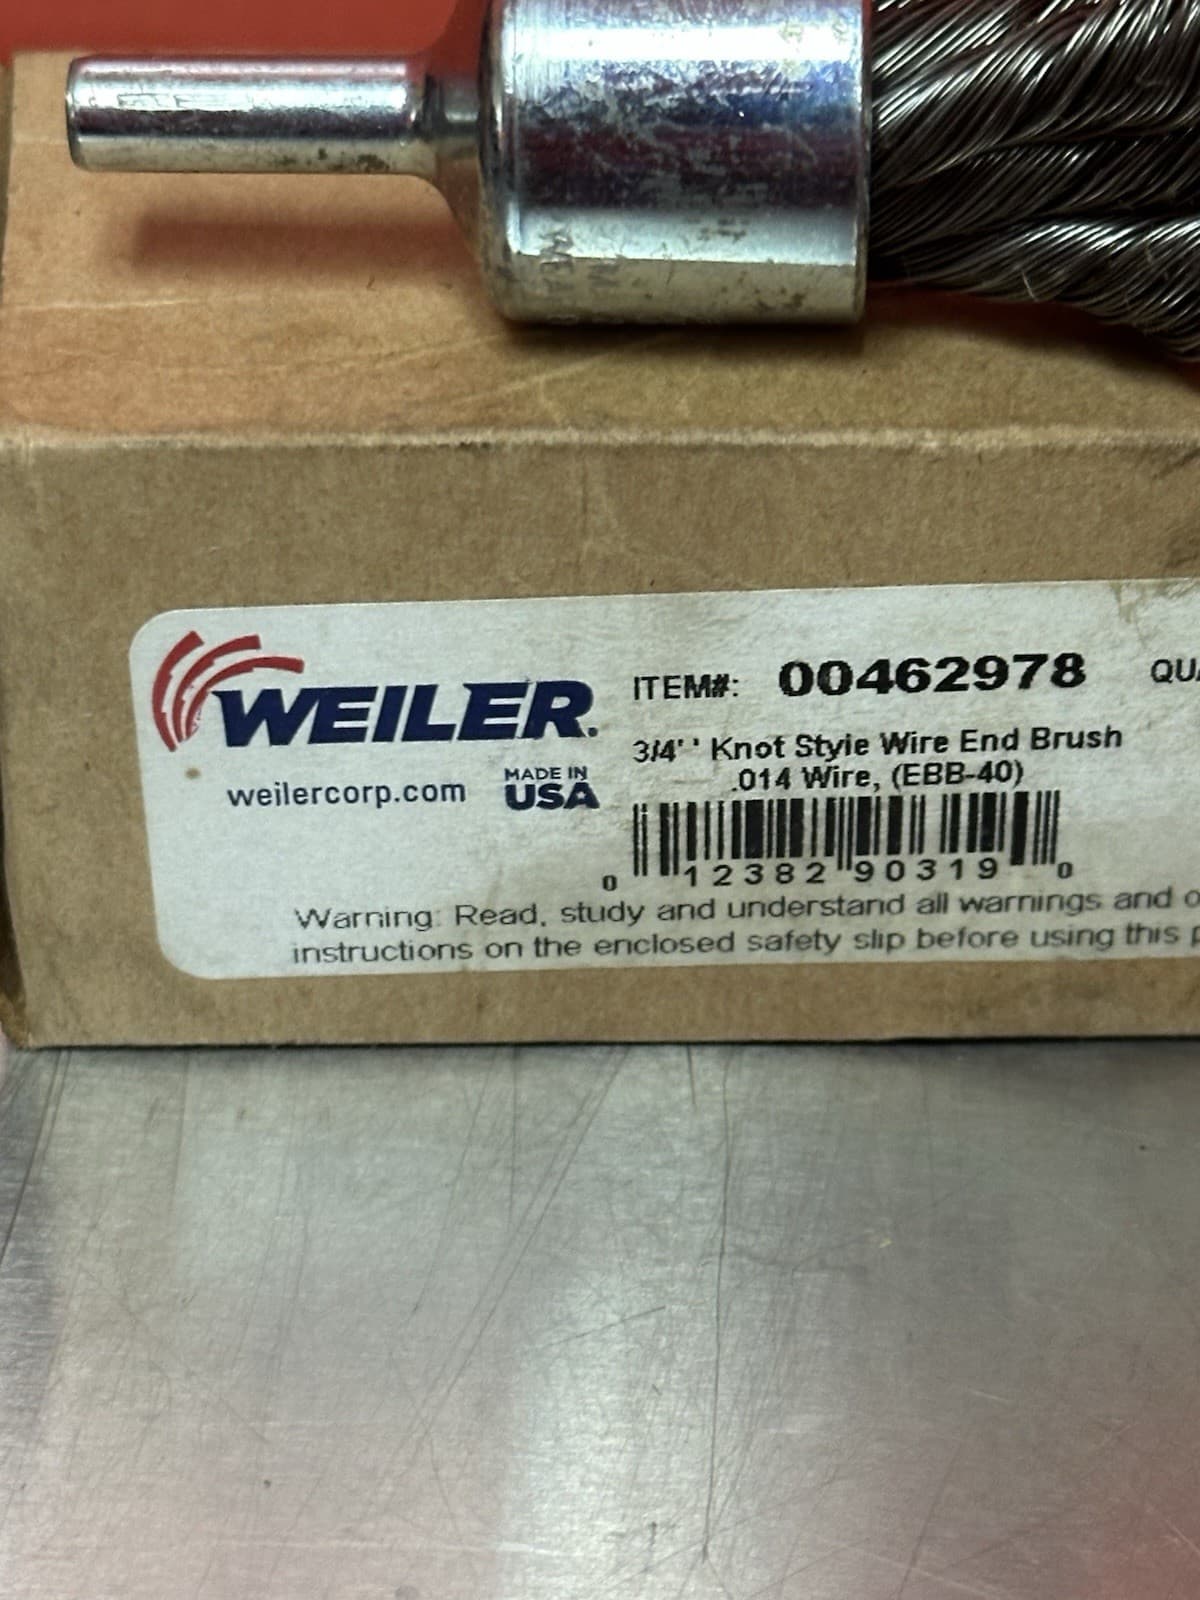 WEILER.
weilercorp.com
MADE IN
USA
ITEM#: 00462978
3/4'' Knot Style Wire End Brush
.014 Wire, (EBB-40)
0 12382 90319 0
Warning: Read, study and understand all warnings and
instructions on the enclosed safety slip before using this